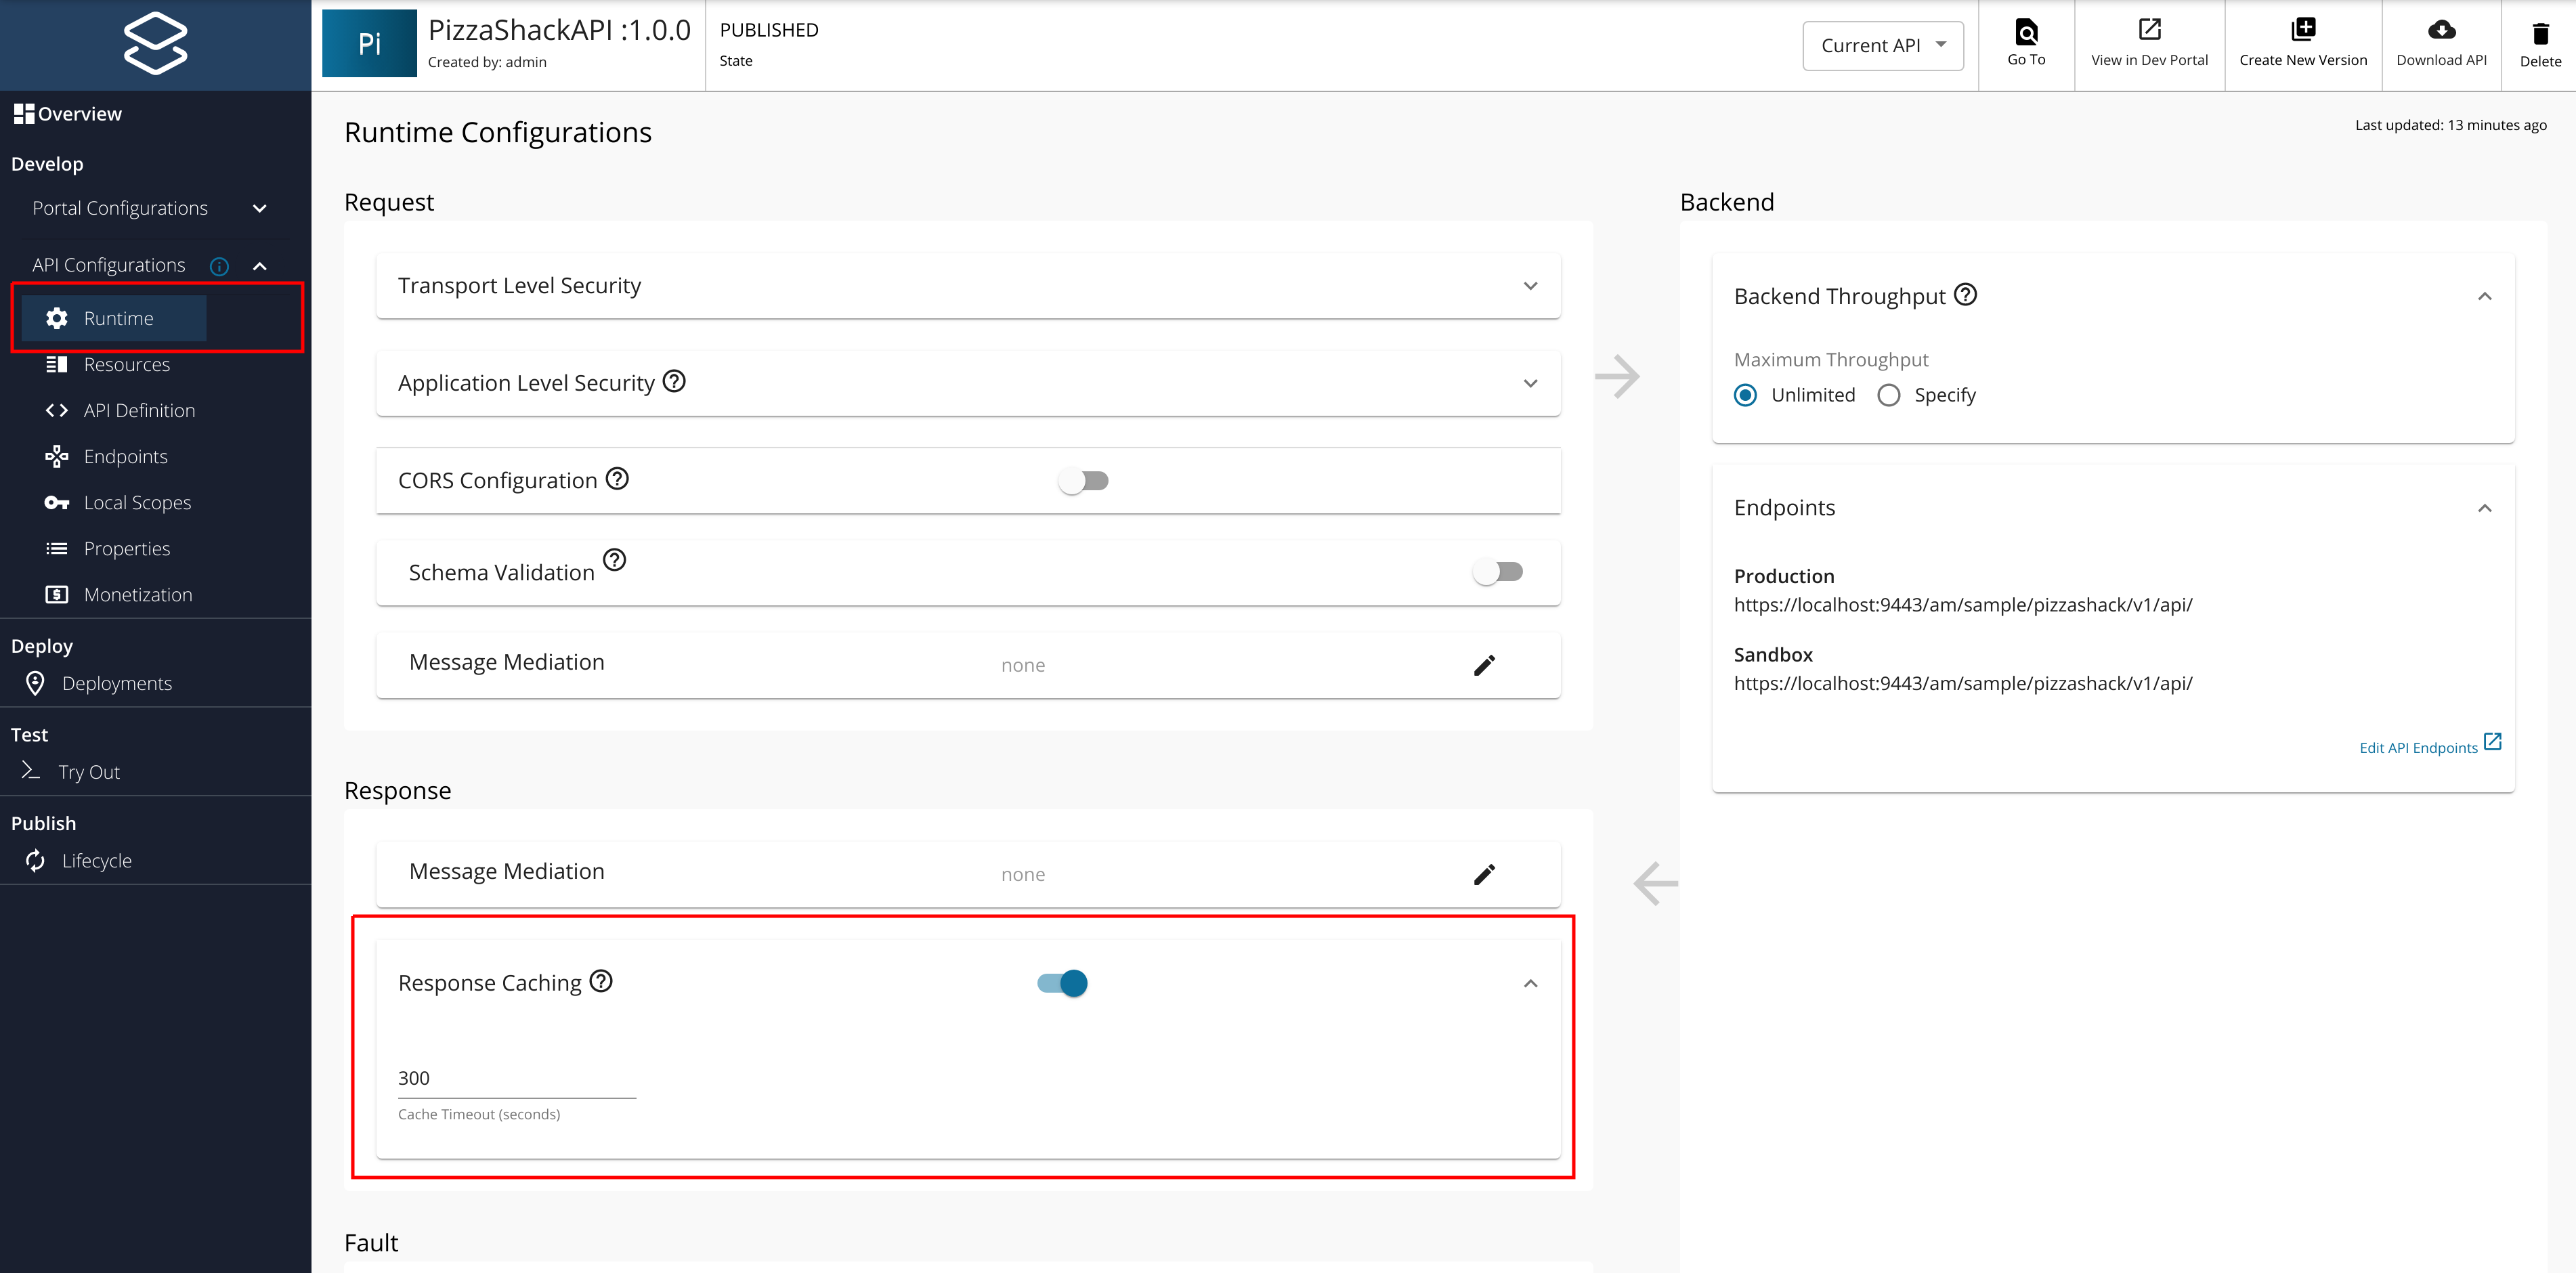 Pi
PizzaShackAPI :1.0.0
Created by: admin
PUBLISHED
State
Current API
Go To
View in Dev Portal
Create New Version
Download API
Delete
Overview
Develop
Portal Configurations
API Configurations
Runtime
Resources
API Definition
Endpoints
Local Scopes
Properties
Monetization
Deploy
Deployments
Test
Try Out
Publish
Lifecycle
Runtime Configurations
Last updated: 13 minutes ago
Request
Transport Level Security
Application Level Security
CORS Configuration
Schema Validation
Message Mediation none
Response
Message Mediation none
Response Caching
300
Cache Timeout (seconds)
Fault
Backend
Backend Throughput
Maximum Throughput
Unlimited Specify
Endpoints
Production
https://localhost:9443/am/sample/pizzashack/v1/api/
Sandbox
https://localhost:9443/am/sample/pizzashack/v1/api/
Edit API Endpoints